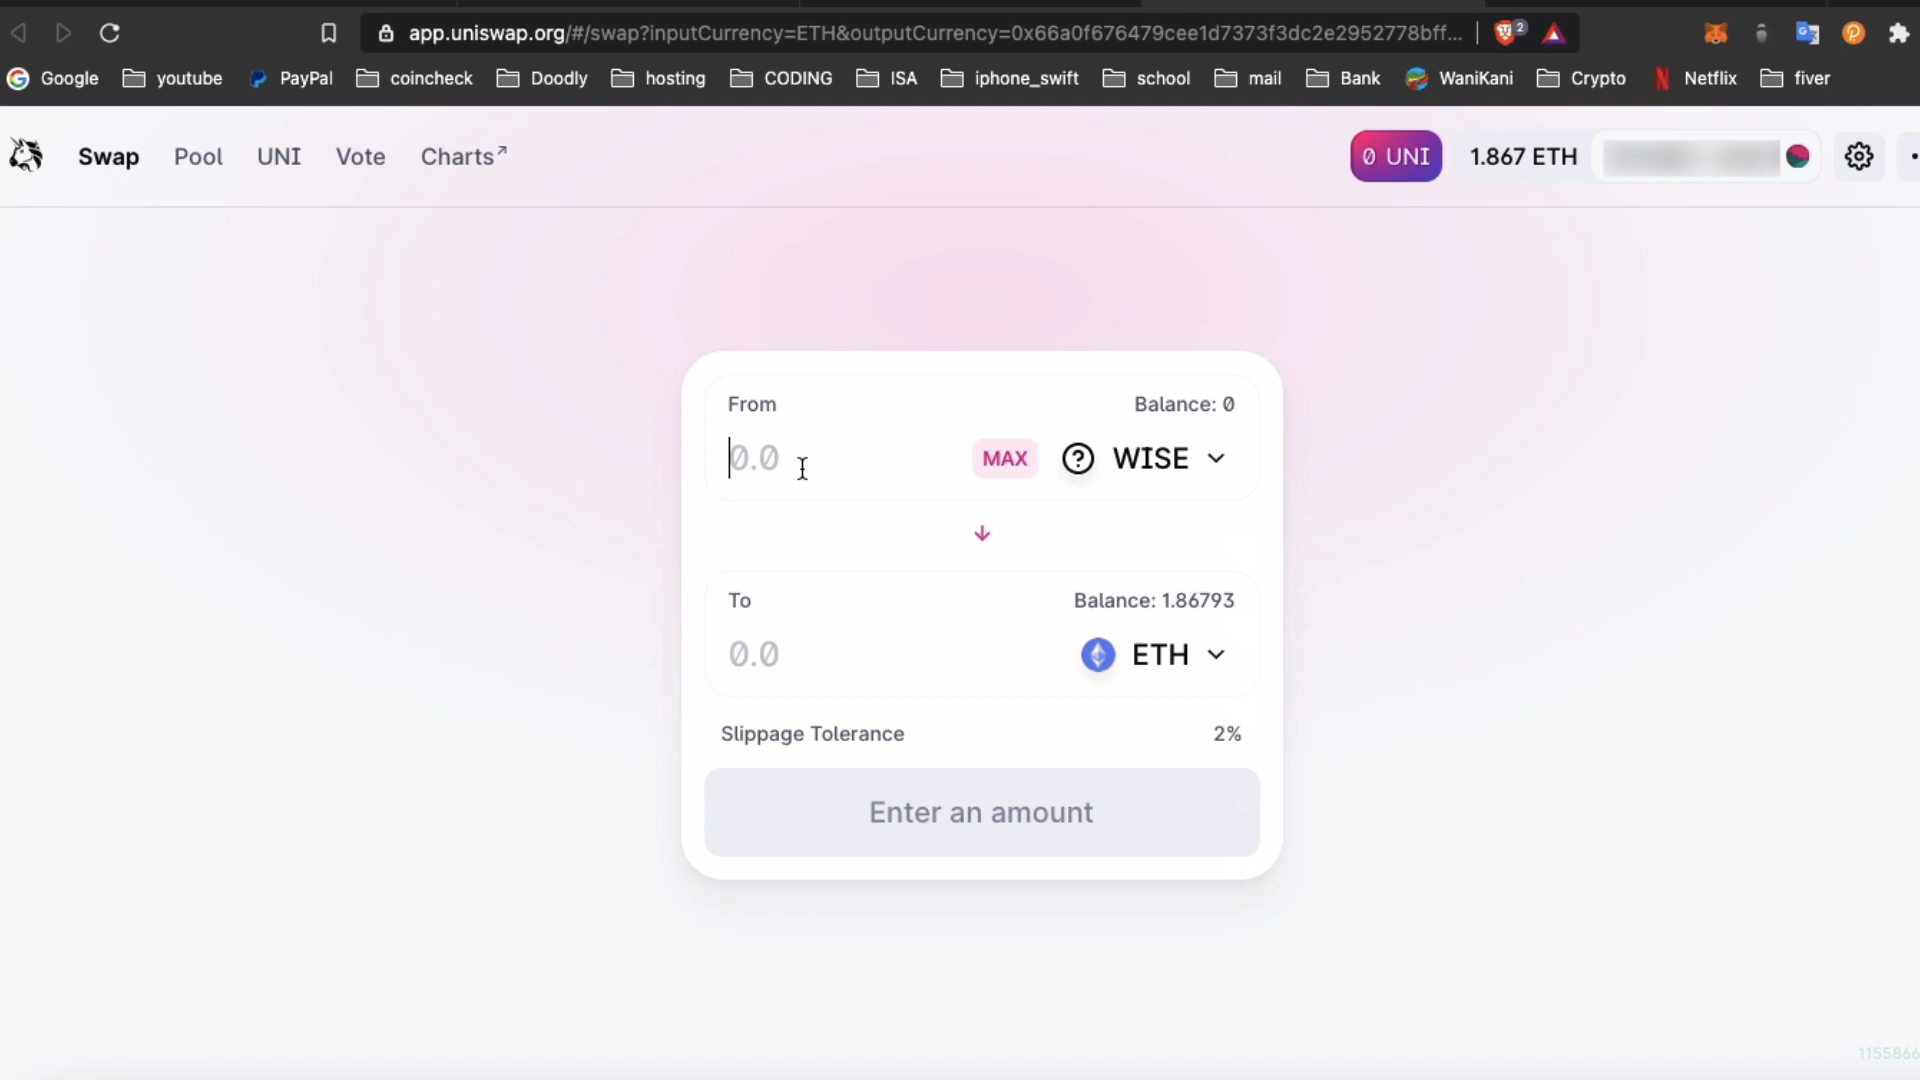 app.uniswap.org/#/swap?inputCurrency=ETH&outputCurrency=0x66a0f676479cee1d7373f3dc2e2952778bff...
2
Google youtube PayPal coincheck Doodly hosting CODING ISA iphone_swift school mail Bank WaniKani Crypto Netflix fiver
Swap Pool UNI Vote Charts↗ 0 UNI 1.867 ETH
From Balance: 0
0.0 MAX WISE
To Balance: 1.86793
0.0 ETH
Slippage Tolerance 2%
Enter an amount
1155866